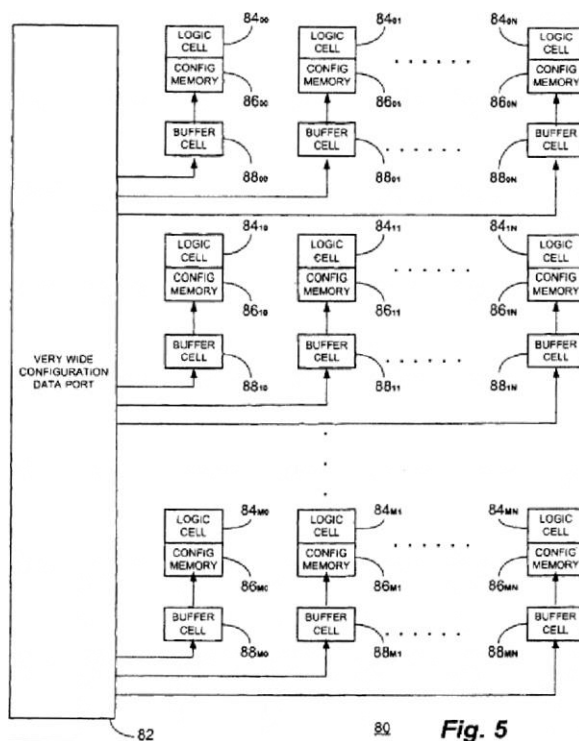 84₀₀ 84₀₁ 84₀N
LOGIC CELL LOGIC CELL LOGIC CELL
CONFIG MEMORY CONFIG MEMORY CONFIG MEMORY
86₀₀ 86₀₁ 86₀N
BUFFER CELL BUFFER CELL BUFFER CELL
88₀₀ 88₀₁ 88₀N
84₁₀ 84₁₁ 84₁N
LOGIC CELL LOGIC CELL LOGIC CELL
CONFIG MEMORY CONFIG MEMORY CONFIG MEMORY
86₁₀ 86₁₁ 86₁N
VERY WIDE
CONFIGURATION
DATA PORT
BUFFER CELL BUFFER CELL BUFFER CELL
88₁₀ 88₁₁ 88₁N
84M0 84M1 84MN
LOGIC CELL LOGIC CELL LOGIC CELL
CONFIG MEMORY CONFIG MEMORY CONFIG MEMORY
86M0 86M1 86MN
BUFFER CELL BUFFER CELL BUFFER CELL
88M0 88M1 88MN
82 80 Fig. 5